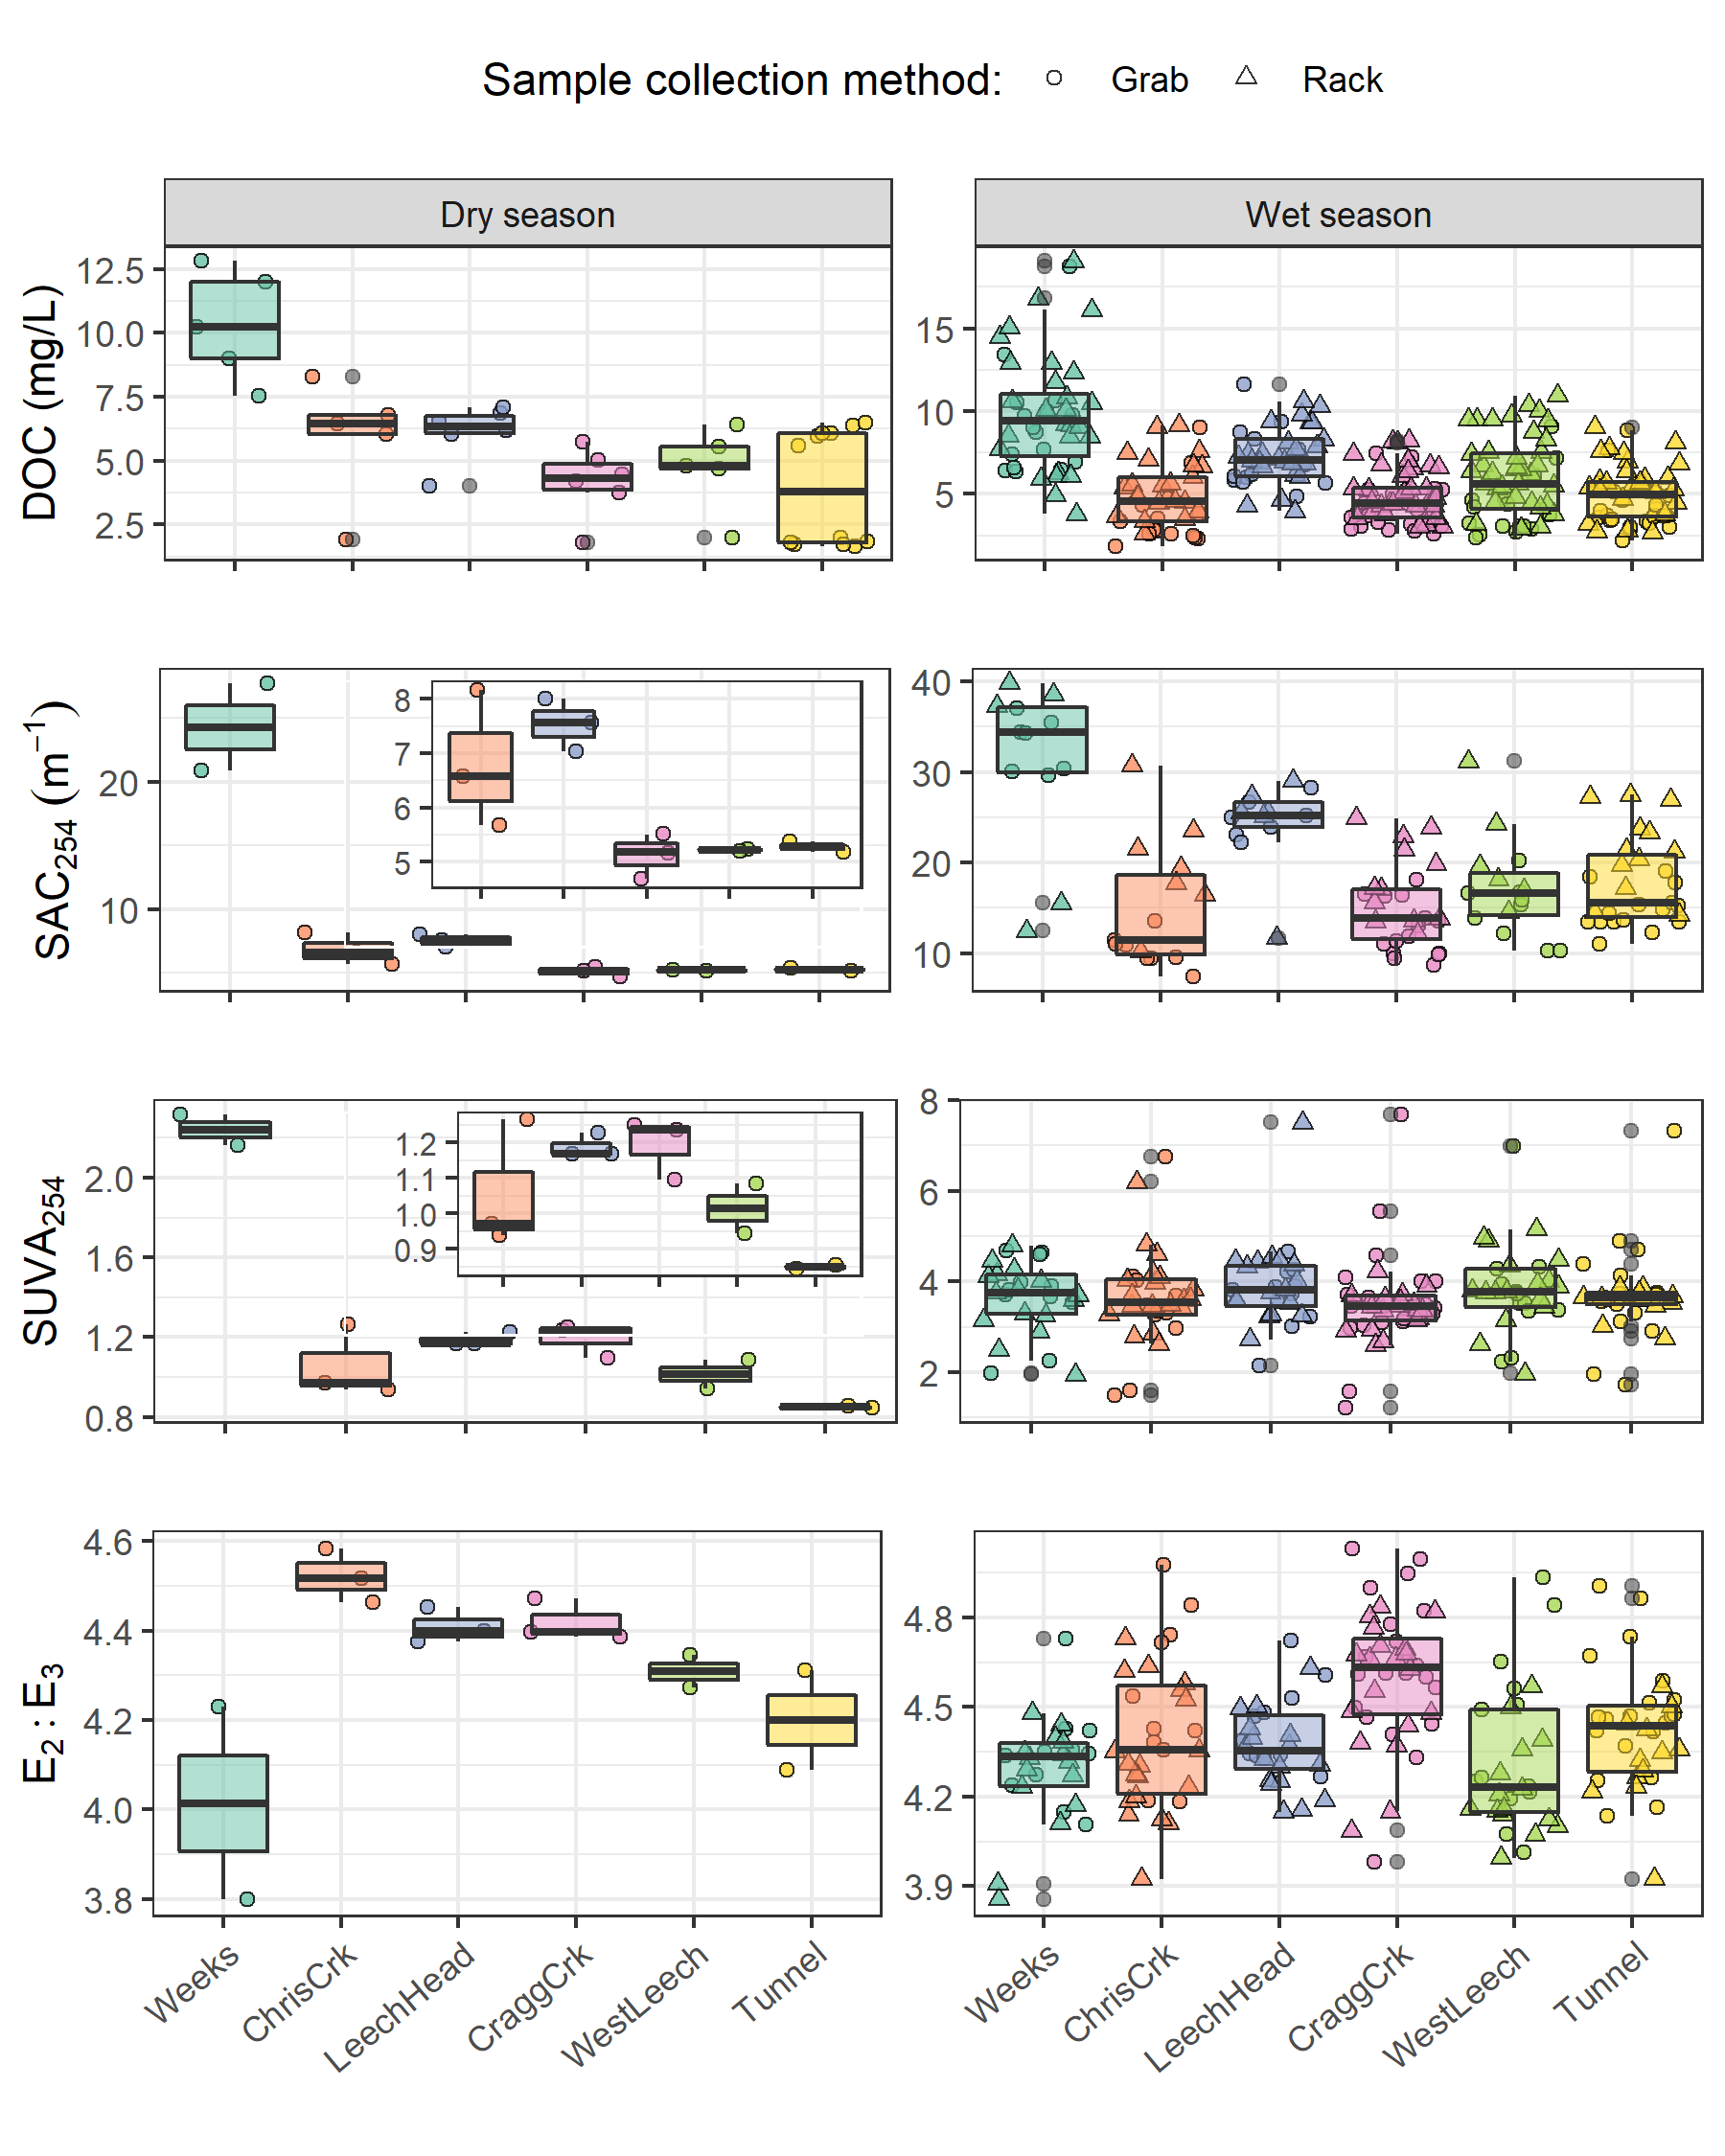 Sample collection method: Grab Rack
Dry season
Wet season
DOC (mg/L)
12.5
10.0
7.5
5.0
2.5
15
10
5
SAC₂₅₄ (m⁻¹)
20
10
8
7
6
5
40
30
20
10
SUVA₂₅₄
2.0
1.6
1.2
0.8
1.2
1.1
1.0
0.9
8
6
4
2
E₂ : E₃
4.6
4.4
4.2
4.0
3.8
4.8
4.5
4.2
3.9
Weeks
ChrisCrk
LeechHead
CraggCrk
WestLeech
Tunnel
Weeks
ChrisCrk
LeechHead
CraggCrk
WestLeech
Tunnel